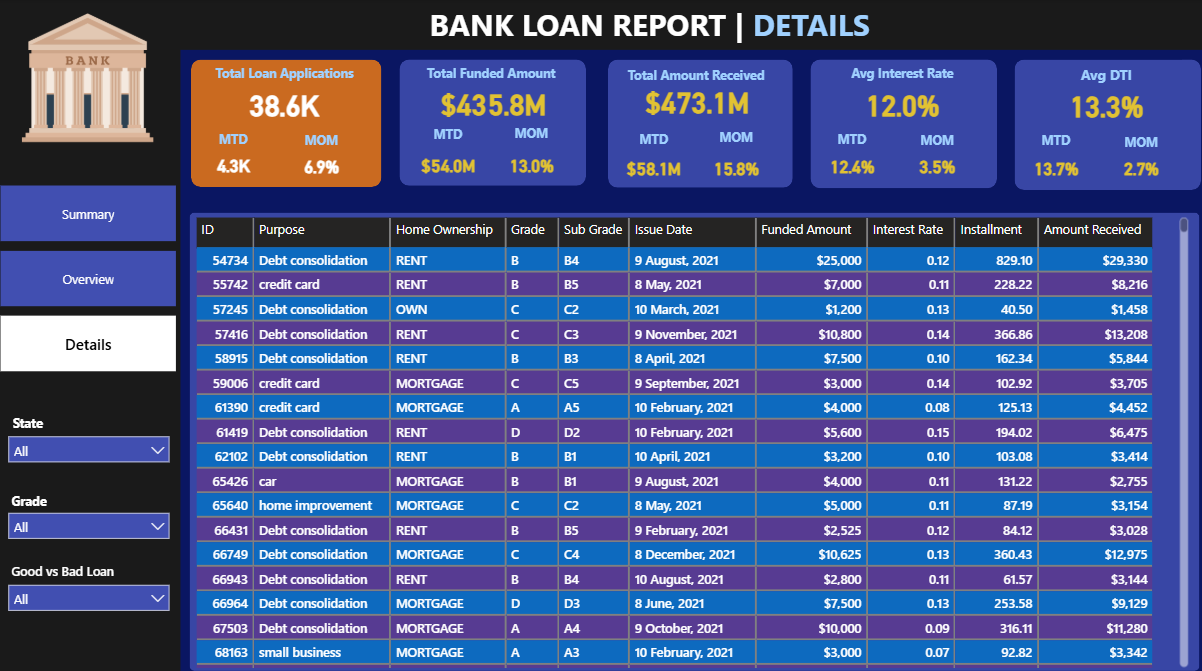 BANK LOAN REPORT | DETAILS
BANK
Total Loan Applications
38.6K
MTD MOM
4.3K 6.9%
Total Funded Amount
$435.8M
MTD MOM
$54.0M 13.0%
Total Amount Received
$473.1M
MTD MOM
$58.1M 15.8%
Avg Interest Rate
12.0%
MTD MOM
12.4% 3.5%
Avg DTI
13.3%
MTD MOM
13.7% 2.7%
Summary
Overview
Details
State
All
Grade
All
Good vs Bad Loan
All
ID Purpose Home Ownership Grade Sub Grade Issue Date Funded Amount Interest Rate Installment Amount Received
54734 Debt consolidation RENT B B4 9 August, 2021 $25,000 0.12 829.10 $29,330
55742 credit card RENT B B5 8 May, 2021 $7,000 0.11 228.22 $8,216
57245 Debt consolidation OWN C C2 10 March, 2021 $1,200 0.13 40.50 $1,458
57416 Debt consolidation RENT C C3 9 November, 2021 $10,800 0.14 366.86 $13,208
58915 Debt consolidation RENT B B3 8 April, 2021 $7,500 0.10 162.34 $5,844
59006 credit card MORTGAGE C C5 9 September, 2021 $3,000 0.14 102.92 $3,705
61390 credit card MORTGAGE A A5 10 February, 2021 $4,000 0.08 125.13 $4,452
61419 Debt consolidation RENT D D2 10 February, 2021 $5,600 0.15 194.02 $6,475
62102 Debt consolidation RENT B B1 10 April, 2021 $3,200 0.10 103.08 $3,414
65426 car MORTGAGE B B1 9 August, 2021 $4,000 0.11 131.22 $2,755
65640 home improvement MORTGAGE C C2 8 May, 2021 $5,000 0.11 87.19 $3,154
66431 Debt consolidation RENT B B5 9 February, 2021 $2,525 0.12 84.12 $3,028
66749 Debt consolidation MORTGAGE C C4 8 December, 2021 $10,625 0.13 360.43 $12,975
66943 Debt consolidation RENT B B4 10 August, 2021 $2,800 0.11 61.57 $3,144
66964 Debt consolidation MORTGAGE D D3 8 June, 2021 $7,500 0.13 253.58 $9,129
67503 Debt consolidation MORTGAGE A A4 9 October, 2021 $10,000 0.09 316.11 $11,280
68163 small business MORTGAGE A A3 10 February, 2021 $3,000 0.07 92.82 $3,342